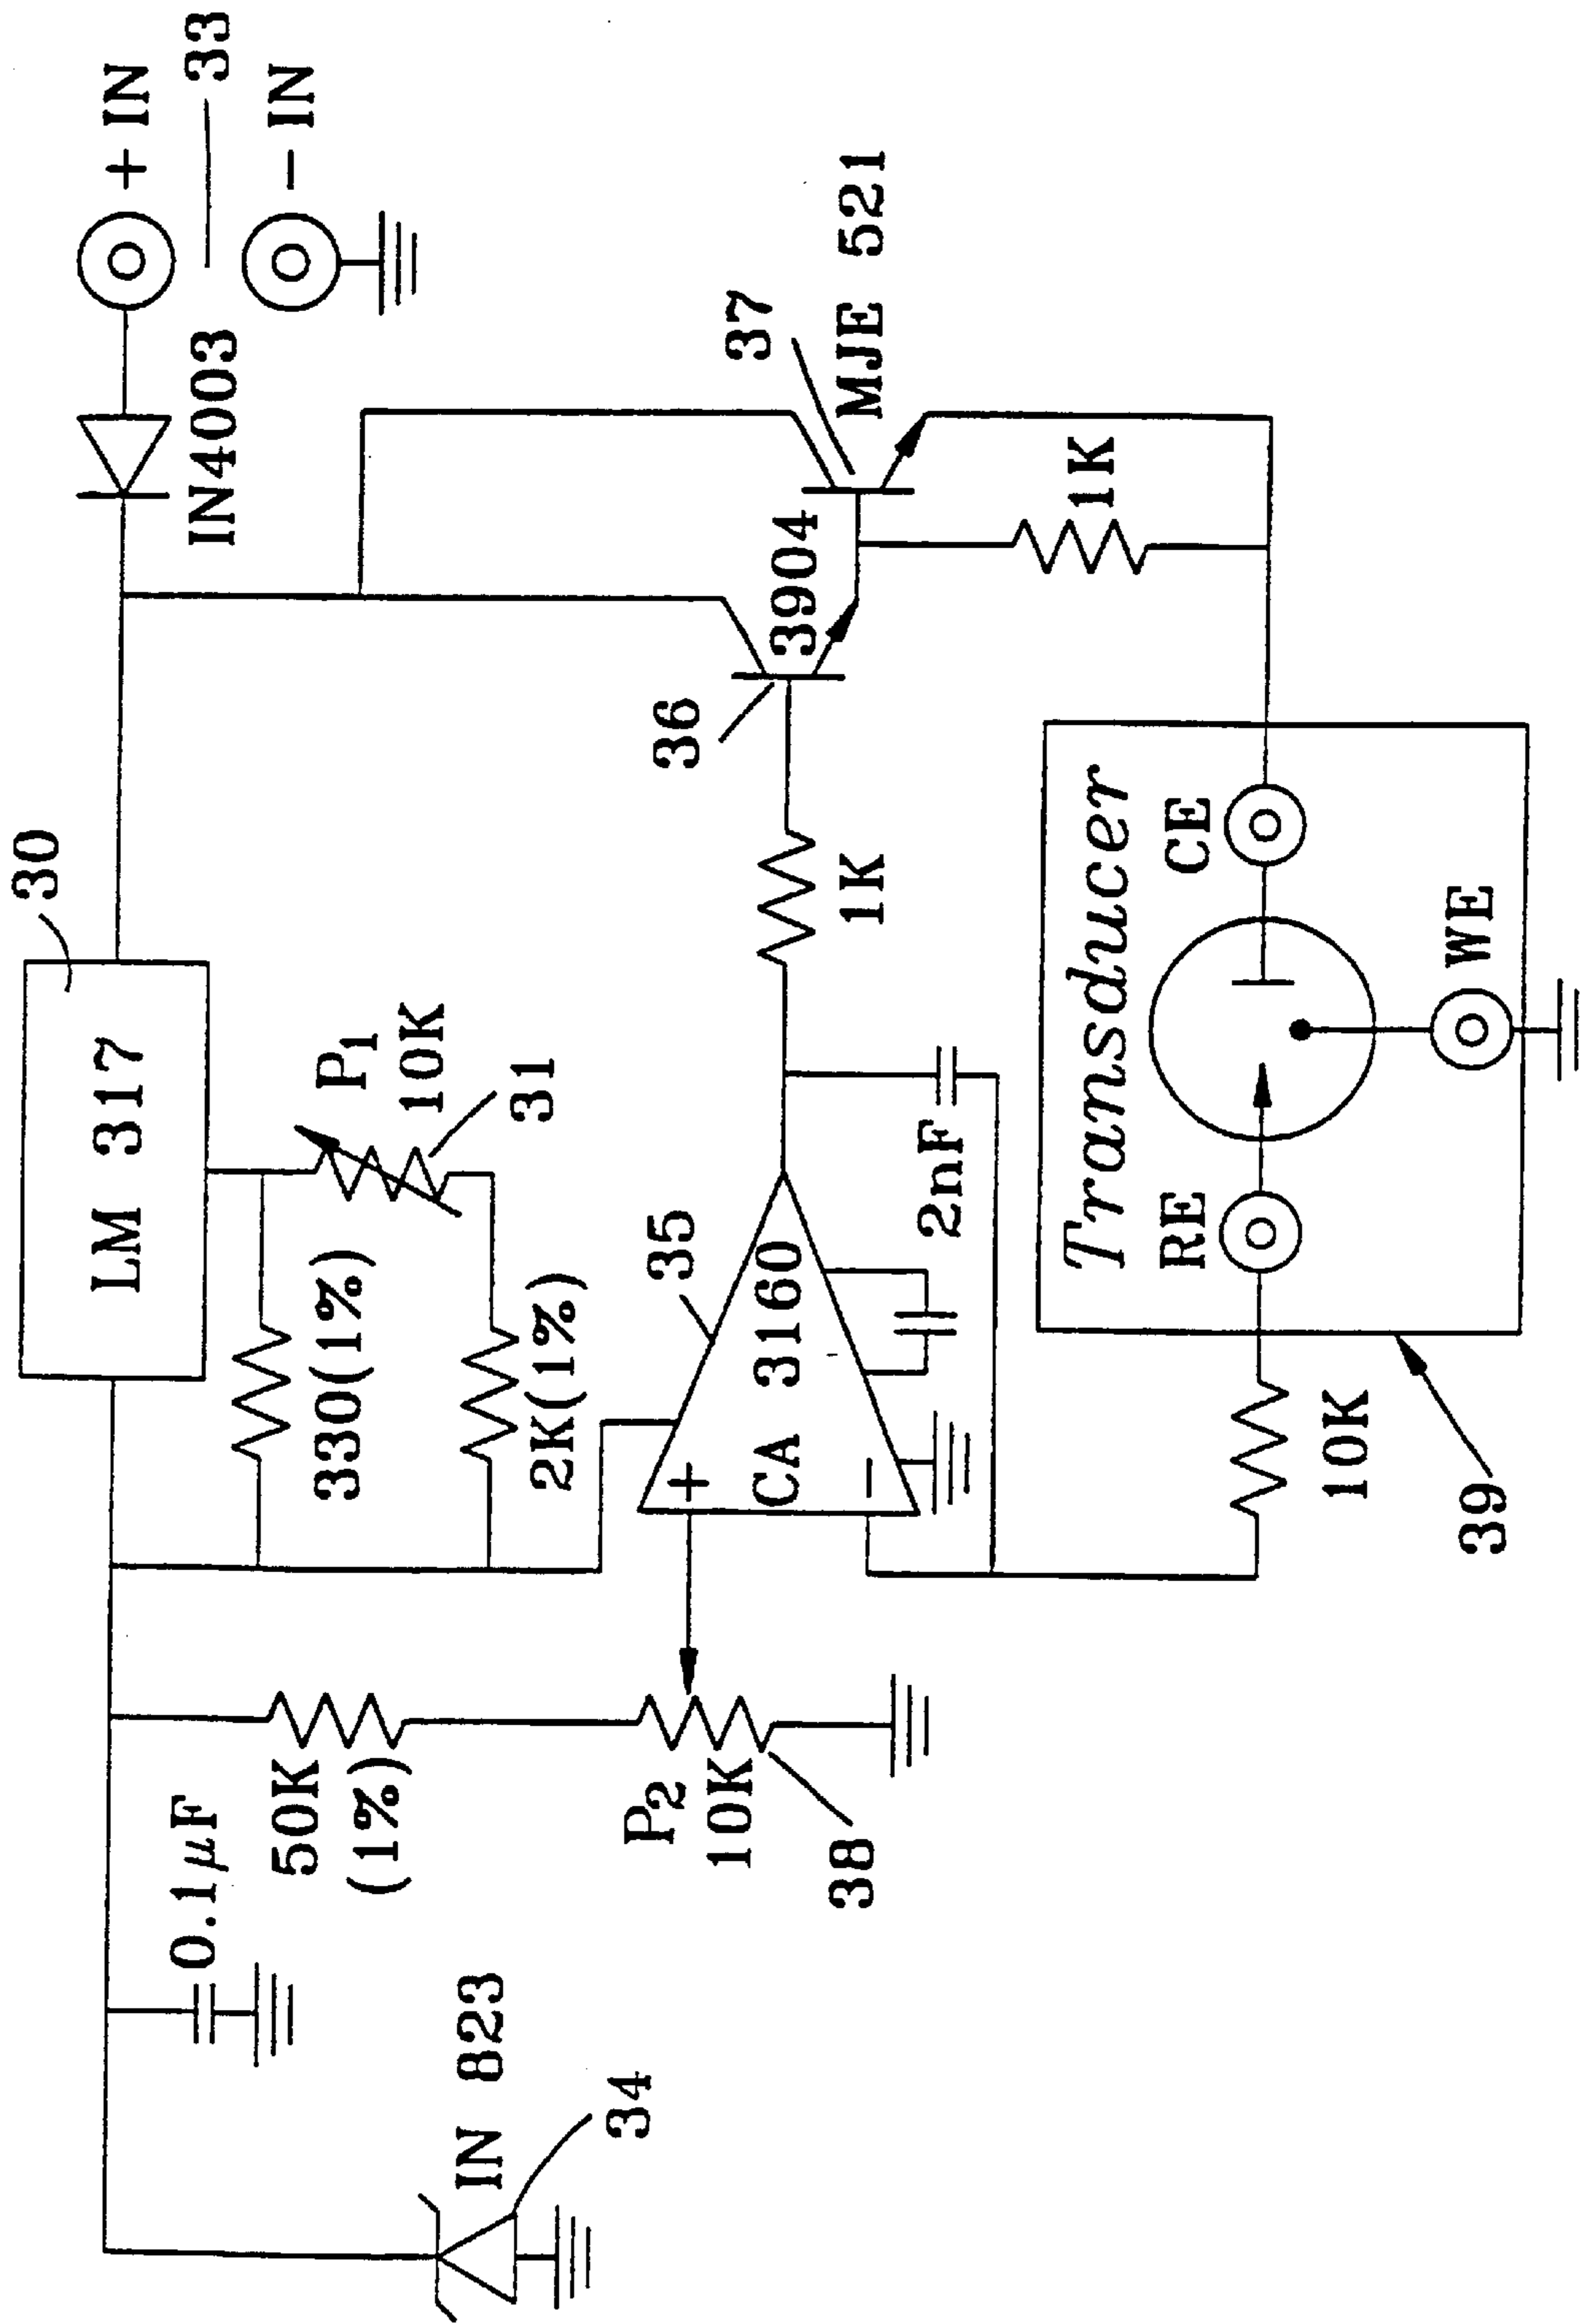 30
LM 317
+ IN
33
− IN
IN4003
P1
10K
31
330(1%)
2K(1%)
0.1μF
50K
(1%)
IN 823
34
P2
10K
38
35
+
CA 3160
−
2nF
1K
36
3904
37
MJE 521
1K
Transducer
RE
CE
WE
10K
39